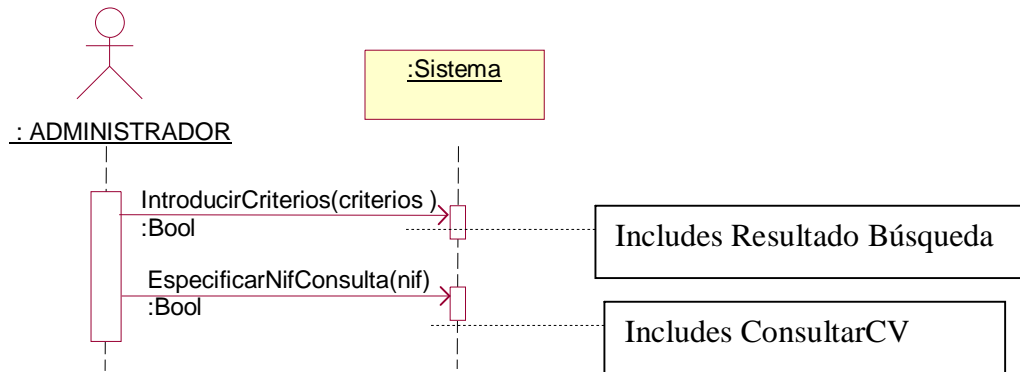 :Sistema
: ADMINISTRADOR
IntroducirCriterios(criterios )
:Bool
Includes Resultado Búsqueda
EspecificarNifConsulta(nif)
:Bool
Includes ConsultarCV